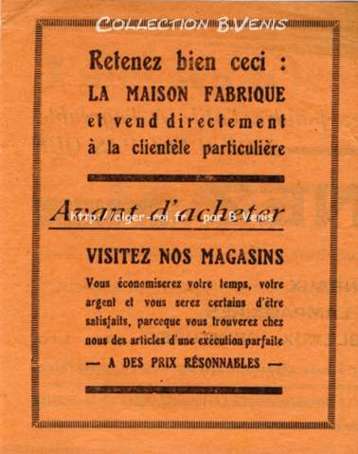 COLLECTION B.VENIS
Retenez bien ceci :
LA MAISON FABRIQUE
et vend directement
à la clientèle particulière
Avant d'acheter
http://alger-roi.fr/ par B Venis
VISITEZ NOS MAGASINS
Vous économiserez votre temps, votre
argent et vous serez certains d'être
satisfaits, parceque vous trouverez chez
nous des articles d'une exécution parfaite
— A DES PRIX RÉSONNABLES —